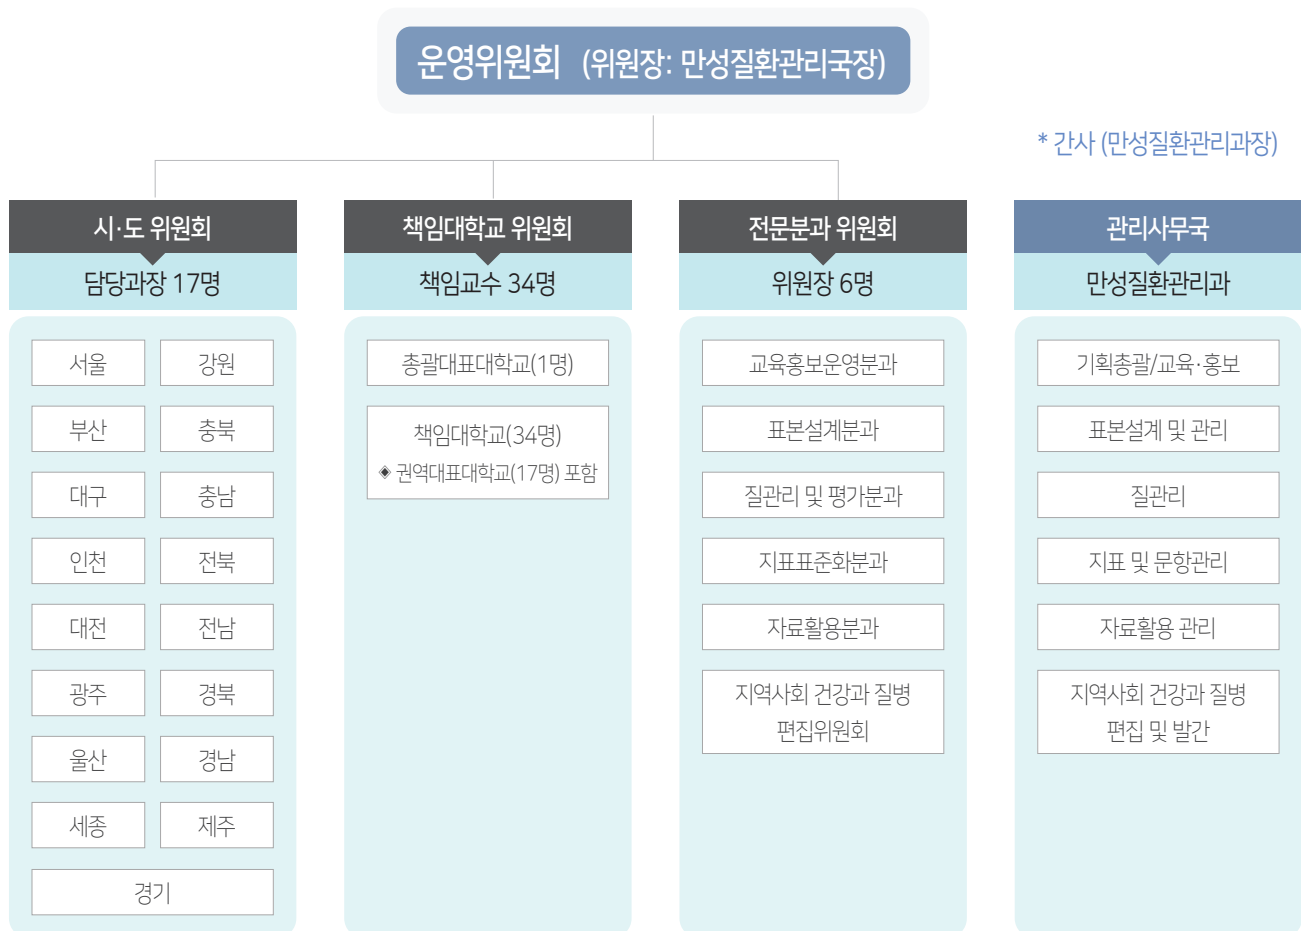 운영위원회 (위원장: 만성질환관리국장)
* 간사 (만성질환관리과장)
시·도 위원회
담당과장 17명
서울
강원
부산
충북
대구
충남
인천
전북
대전
전남
광주
경북
울산
경남
세종
제주
경기
책임대학교 위원회
책임교수 34명
총괄대표대학교(1명)
책임대학교(34명)
◈ 권역대표대학교(17명) 포함
전문분과 위원회
위원장 6명
교육홍보운영분과
표본설계분과
질관리 및 평가분과
지표표준화분과
자료활용분과
지역사회 건강과 질병
편집위원회
관리사무국
만성질환관리과
기획총괄/교육·홍보
표본설계 및 관리
질관리
지표 및 문항관리
자료활용 관리
지역사회 건강과 질병
편집 및 발간